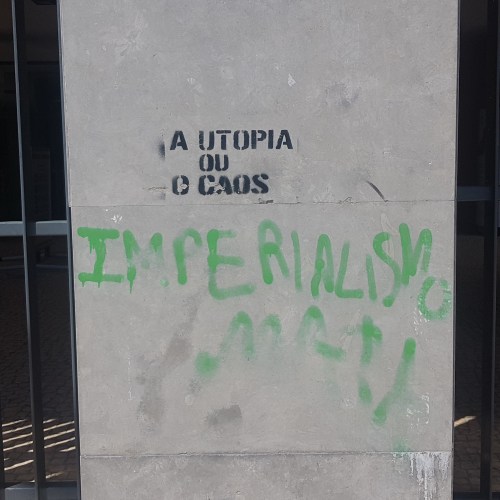 A UTOPIA
OU
O CAOS
IMPERIALISMO